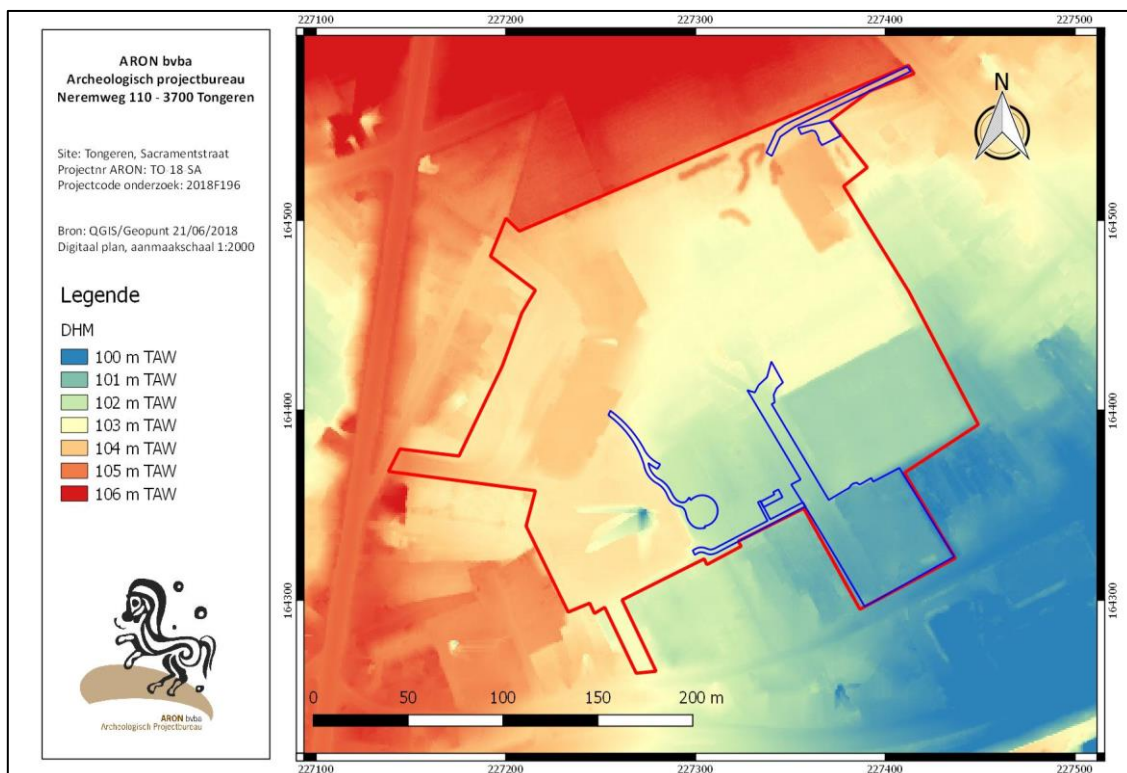 ARON bvba
Archeologisch projectbureau
Neremweg 110 - 3700 Tongeren
Site: Tongeren, Sacramentstraat
Projectnr ARON: TO 18 SA
Projectcode onderzoek: 2018F196
Bron: QGIS/Geopunt 21/06/2018
Digitaal plan, aanmaakschaal 1:2000
Legende
DHM
100 m TAW
101 m TAW
102 m TAW
103 m TAW
104 m TAW
105 m TAW
106 m TAW
ARON bvba
Archeologisch Projectbureau
227100 227200 227300 227400 227500
164500 164500
164400 164400
164300 164300
N
0 50 100 150 200 m
227100 227200 227300 227400 227500